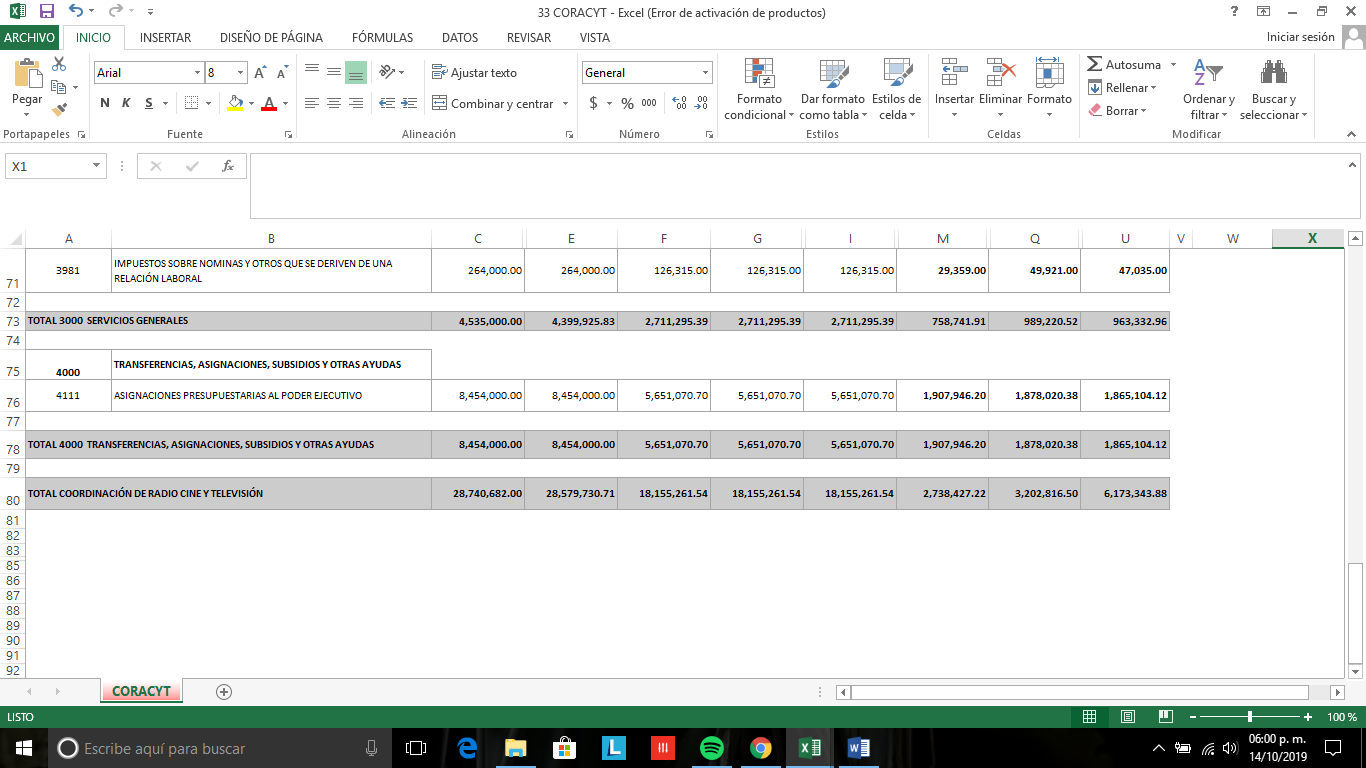 33 CORACYT - Excel (Error de activación de productos)
ARCHIVO INICIO INSERTAR DISEÑO DE PÁGINA FÓRMULAS DATOS REVISAR VISTA Iniciar sesión
Pegar
Arial 8
N K S
Ajustar texto
Combinar y centrar
General
$ % 000
Formato condicional
Dar formato como tabla
Estilos de celda
Insertar Eliminar Formato
Autosuma
Rellenar
Borrar
Ordenar y filtrar
Buscar y seleccionar
Portapapeles Fuente Alineación Número Estilos Celdas Modificar
X1 fx
A B C E F G I M Q U V W X
71 3981 IMPUESTOS SOBRE NOMINAS Y OTROS QUE SE DERIVEN DE UNA
RELACIÓN LABORAL 264,000.00 264,000.00 126,315.00 126,315.00 126,315.00 29,359.00 49,921.00 47,035.00
72
73 TOTAL 3000 SERVICIOS GENERALES 4,535,000.00 4,399,925.83 2,711,295.39 2,711,295.39 2,711,295.39 758,741.91 989,220.52 963,332.96
74
75 4000 TRANSFERENCIAS, ASIGNACIONES, SUBSIDIOS Y OTRAS AYUDAS
76 4111 ASIGNACIONES PRESUPUESTARIAS AL PODER EJECUTIVO 8,454,000.00 8,454,000.00 5,651,070.70 5,651,070.70 5,651,070.70 1,907,946.20 1,878,020.38 1,865,104.12
77
78 TOTAL 4000 TRANSFERENCIAS, ASIGNACIONES, SUBSIDIOS Y OTRAS AYUDAS 8,454,000.00 8,454,000.00 5,651,070.70 5,651,070.70 5,651,070.70 1,907,946.20 1,878,020.38 1,865,104.12
79
80 TOTAL COORDINACIÓN DE RADIO CINE Y TELEVISIÓN 28,740,682.00 28,579,730.71 18,155,261.54 18,155,261.54 18,155,261.54 2,738,427.22 3,202,816.50 6,173,343.88
81
82
83
85
86
87
88
89
90
91
92
CORACYT
LISTO 100 %
Escribe aquí para buscar
06:00 p. m.
14/10/2019